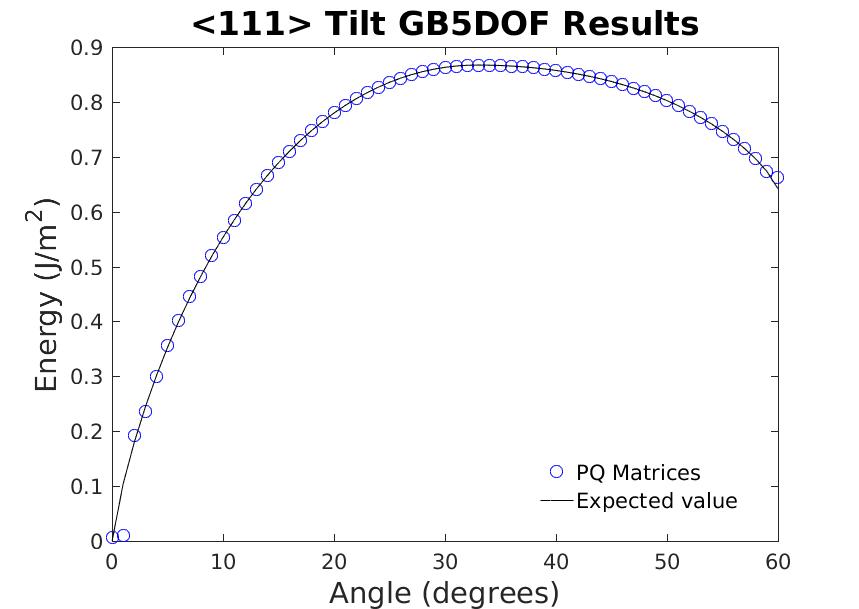 <111> Tilt GB5DOF Results
0.9
0.8
0.7
0.6
0.5
0.4
0.3
0.2
0.1
0
Energy (J/m²)
PQ Matrices
Expected value
0 10 20 30 40 50 60
Angle (degrees)